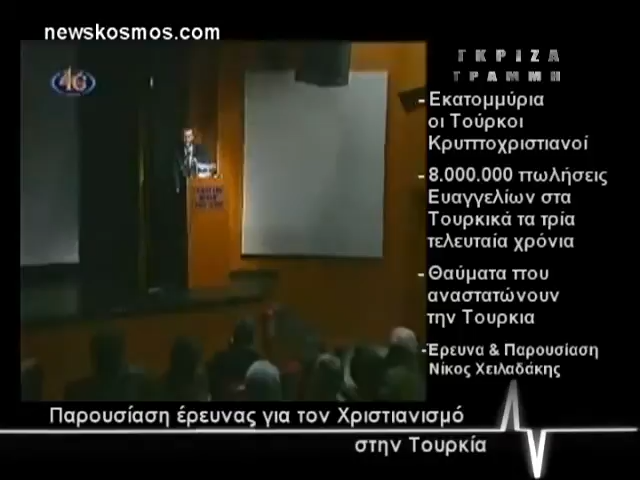 newskosmos.com
ΓΚΡΙΖΑ
ΓΡΑΜΜΗ
4G
- Εκατομμύρια
οι Τούρκοι
Κρυπτοχριστιανοί
- 8.000.000 πωλήσεις
Ευαγγελίων στα
Τουρκικά τα τρία
τελευταία χρόνια
- Θαύματα που
αναστατώνουν
την Τουρκια
- Έρευνα & Παρουσίαση
Νίκος Χειλαδάκης
Παρουσίαση έρευνας για τον Χριστιανισμό
στην Τουρκία